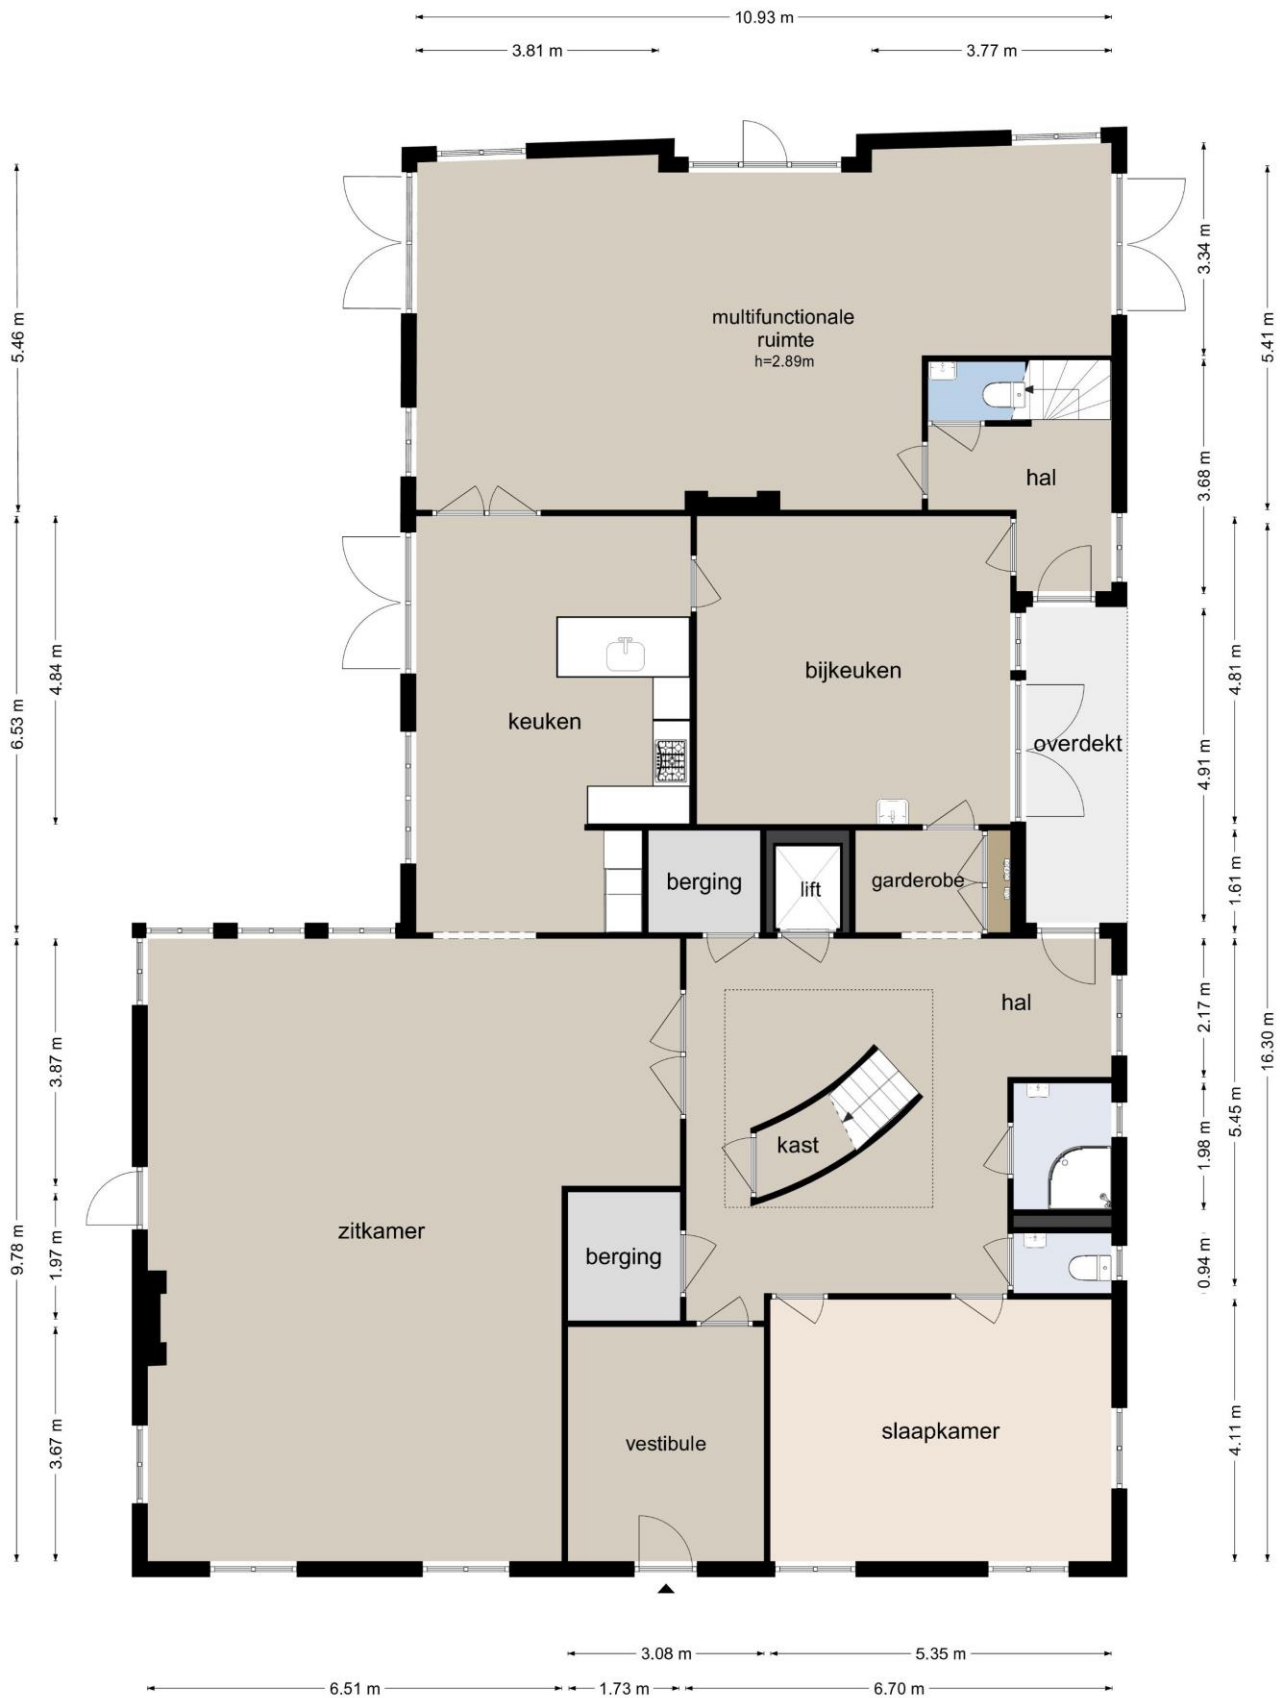 10.93 m
3.81 m
3.77 m
5.46 m
3.34 m
5.41 m
multifunctionale
ruimte
h=2.89m
hal
3.68 m
6.53 m
4.84 m
keuken
bijkeuken
overdekt
4.91 m
4.81 m
berging
lift
garderobe
1.61 m
hal
2.17 m
16.30 m
3.87 m
kast
1.98 m
5.45 m
9.78 m
1.97 m
zitkamer
berging
0.94 m
3.67 m
vestibule
slaapkamer
4.11 m
3.08 m
5.35 m
6.51 m
1.73 m
6.70 m